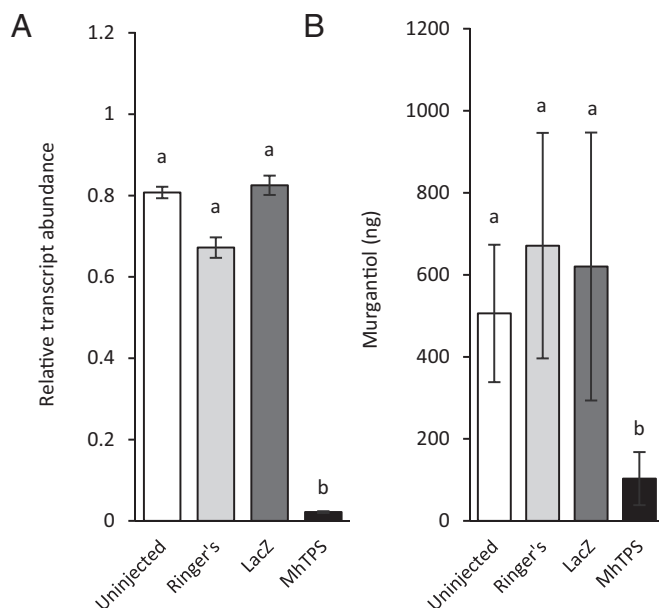 A
Relative transcript abundance
1.2
1
0.8
0.6
0.4
0.2
0
a
a
a
b
Uninjected
Ringer's
LacZ
MhTPS
B
Murgantiol (ng)
1200
1000
800
600
400
200
0
a
a
a
b
Uninjected
Ringer's
LacZ
MhTPS